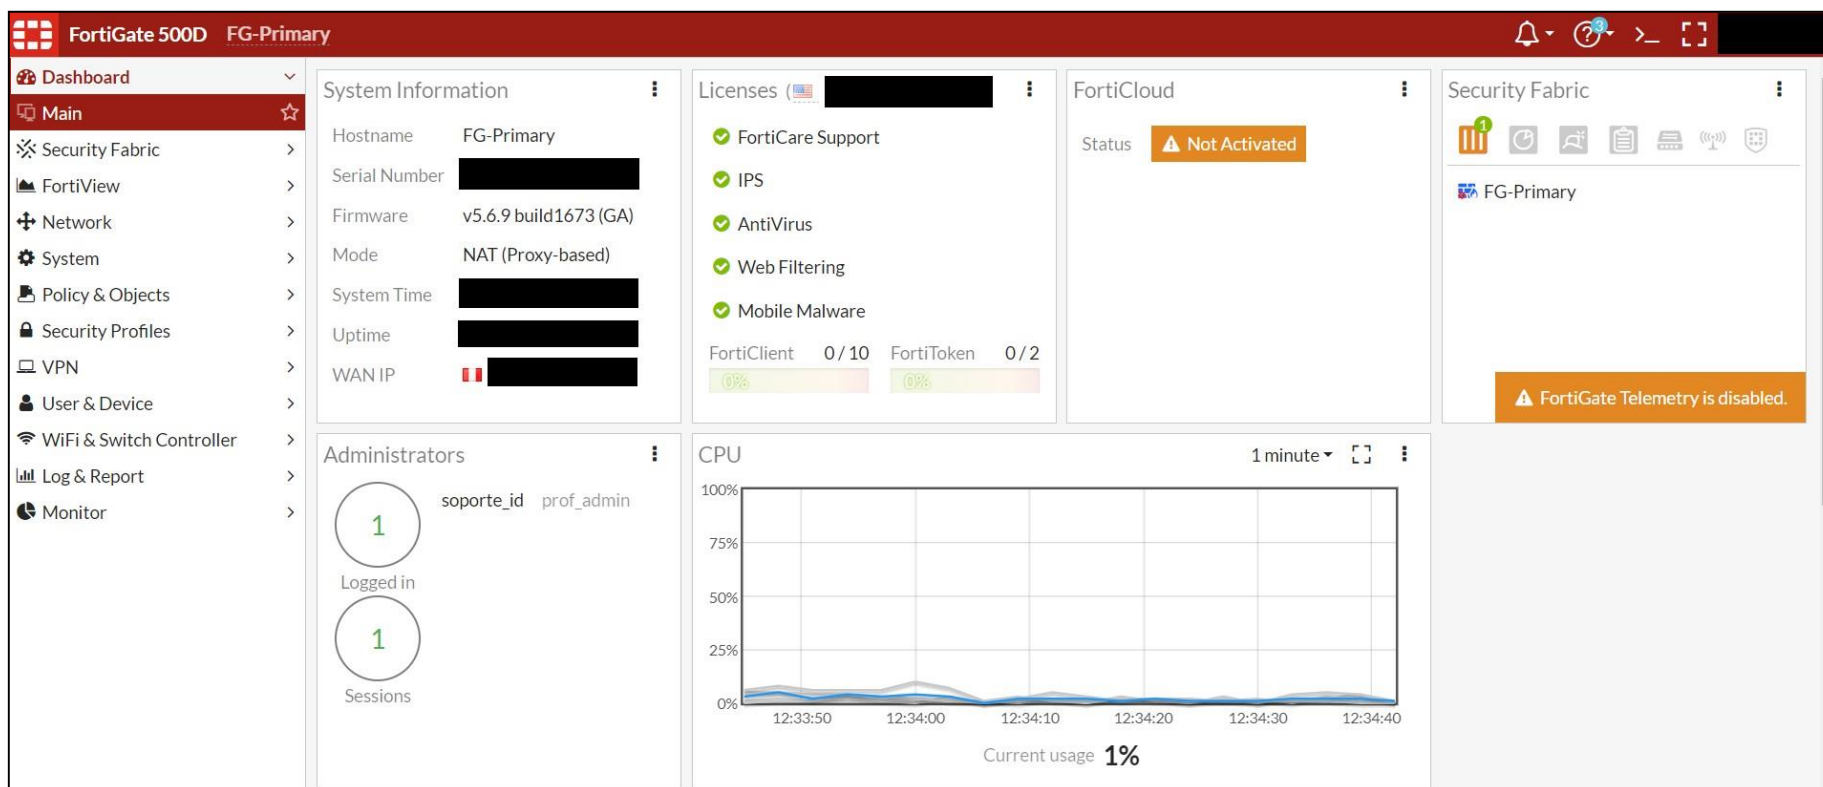 FortiGate 500D FG-Primary
3
Dashboard
Main
Security Fabric
FortiView
Network
System
Policy & Objects
Security Profiles
VPN
User & Device
WiFi & Switch Controller
Log & Report
Monitor
System Information
Hostname FG-Primary
Serial Number
Firmware v5.6.9 build1673 (GA)
Mode NAT (Proxy-based)
System Time
Uptime
WAN IP
Licenses (
FortiCare Support
IPS
AntiVirus
Web Filtering
Mobile Malware
FortiClient 0 / 10 FortiToken 0 / 2
0% 0%
FortiCloud
Status Not Activated
Security Fabric
1
FG-Primary
FortiGate Telemetry is disabled.
Administrators
1
Logged in
1
Sessions
soporte_id prof_admin
CPU 1 minute
100%
75%
50%
25%
0%
12:33:50 12:34:00 12:34:10 12:34:20 12:34:30 12:34:40
Current usage 1%